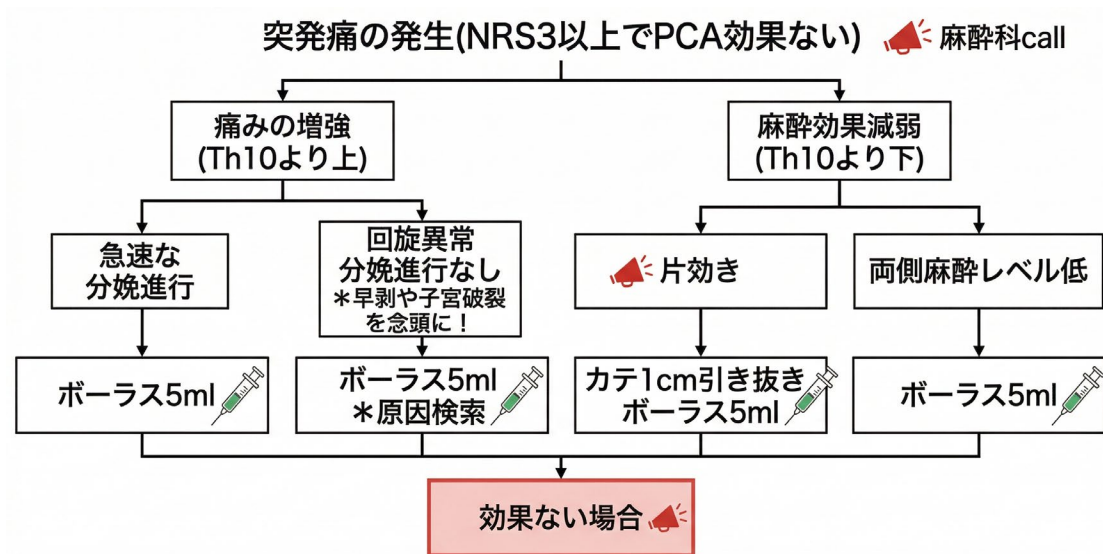 突発痛の発生(NRS3以上でPCA効果ない)
麻酔科call
痛みの増強
(Th10より上)
麻酔効果減弱
(Th10より下)
急速な
分娩進行
回旋異常
分娩進行なし
＊早剥や子宮破裂
を念頭に！
片効き
両側麻酔レベル低
ボーラス5ml
ボーラス5ml
＊原因検索
カテ1cm引き抜き
ボーラス5ml
ボーラス5ml
効果ない場合